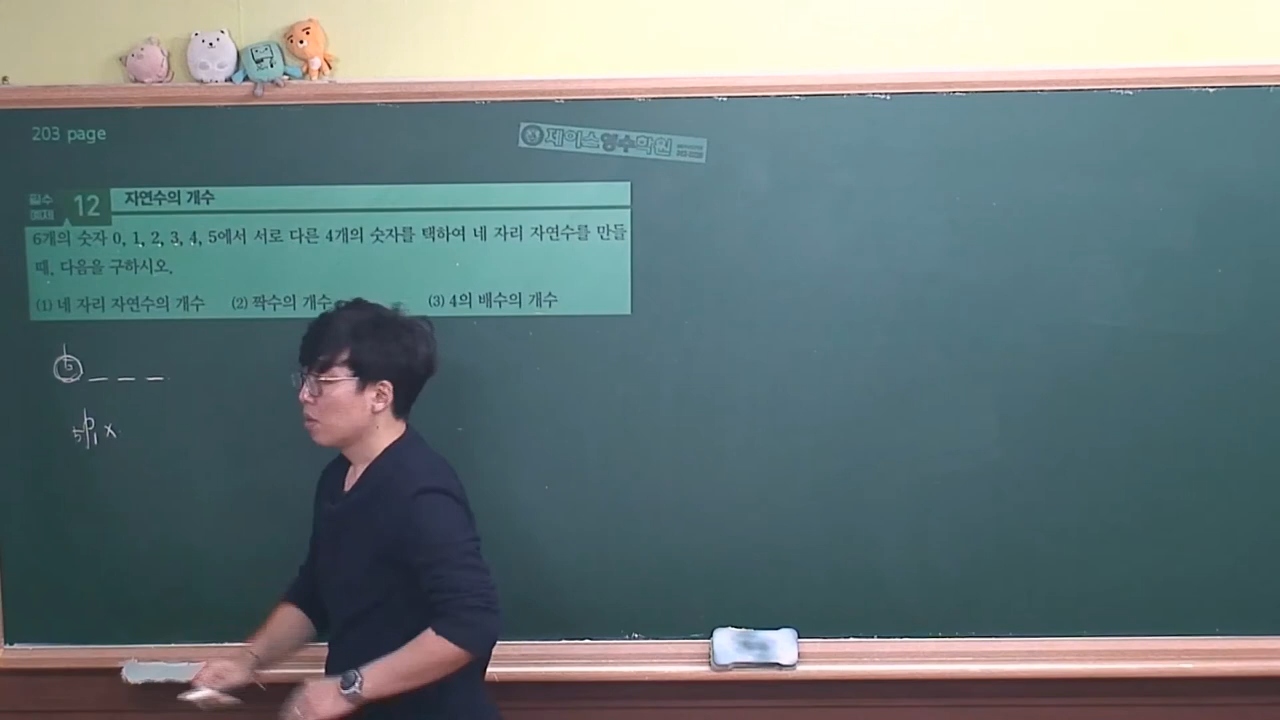 203 page
제이스영수학원
필수 예제 12 자연수의 개수
6개의 숫자 0, 1, 2, 3, 4, 5에서 서로 다른 4개의 숫자를 택하여 네 자리 자연수를 만들
때, 다음을 구하시오.
(1) 네 자리 자연수의 개수 (2) 짝수의 개수 (3) 4의 배수의 개수